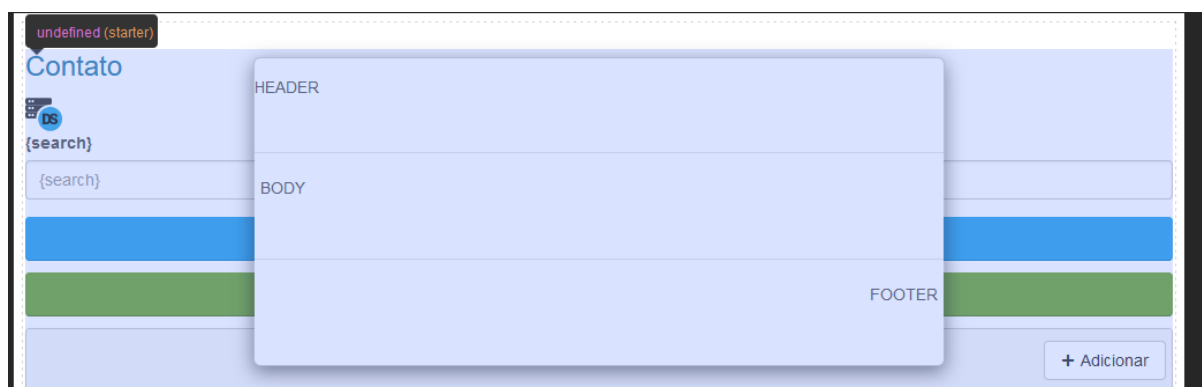 undefined (starter)
Contato
DS
{search}
{search}
HEADER
BODY
FOOTER
+ Adicionar